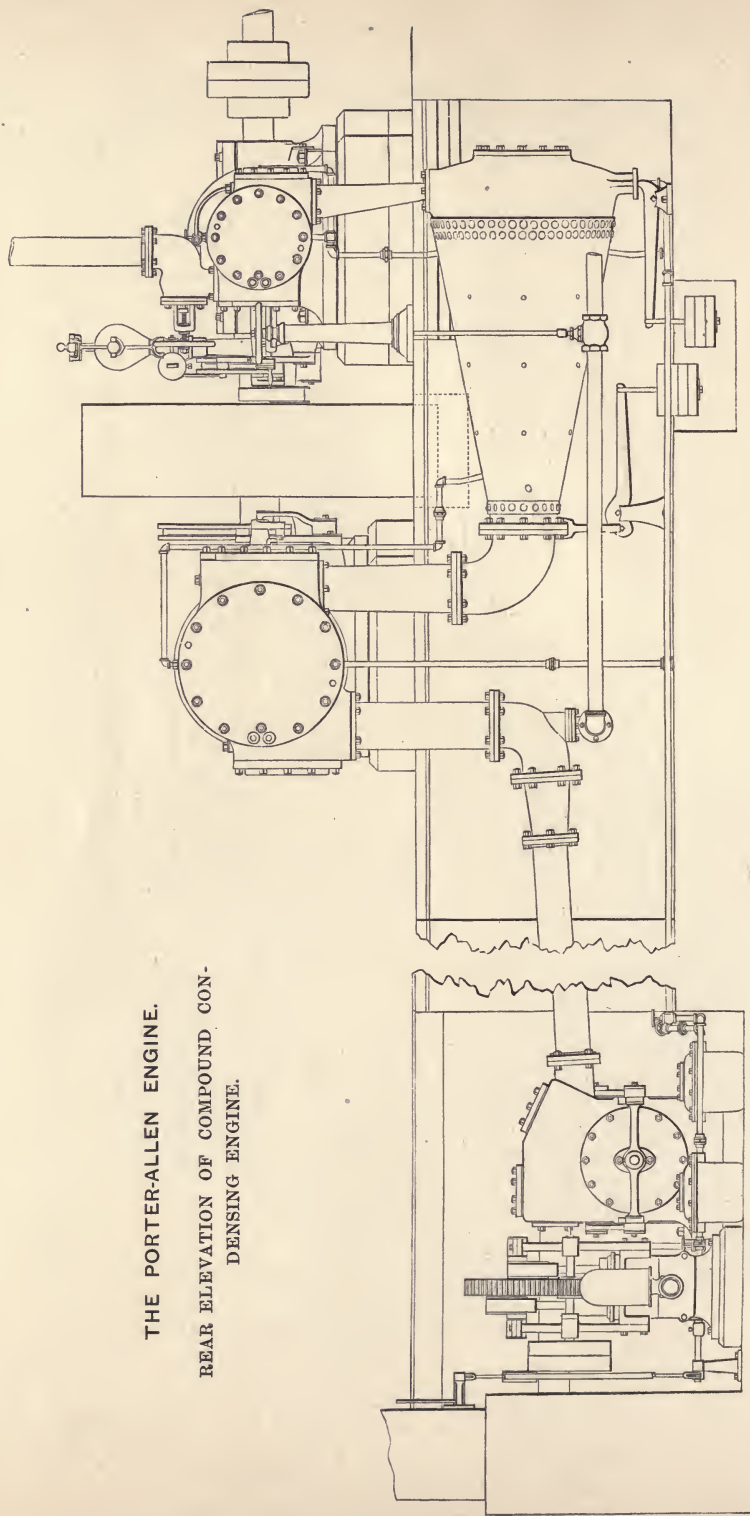 THE PORTER-ALLEN ENGINE.
REAR ELEVATION OF COMPOUND CON-
DENSING ENGINE.